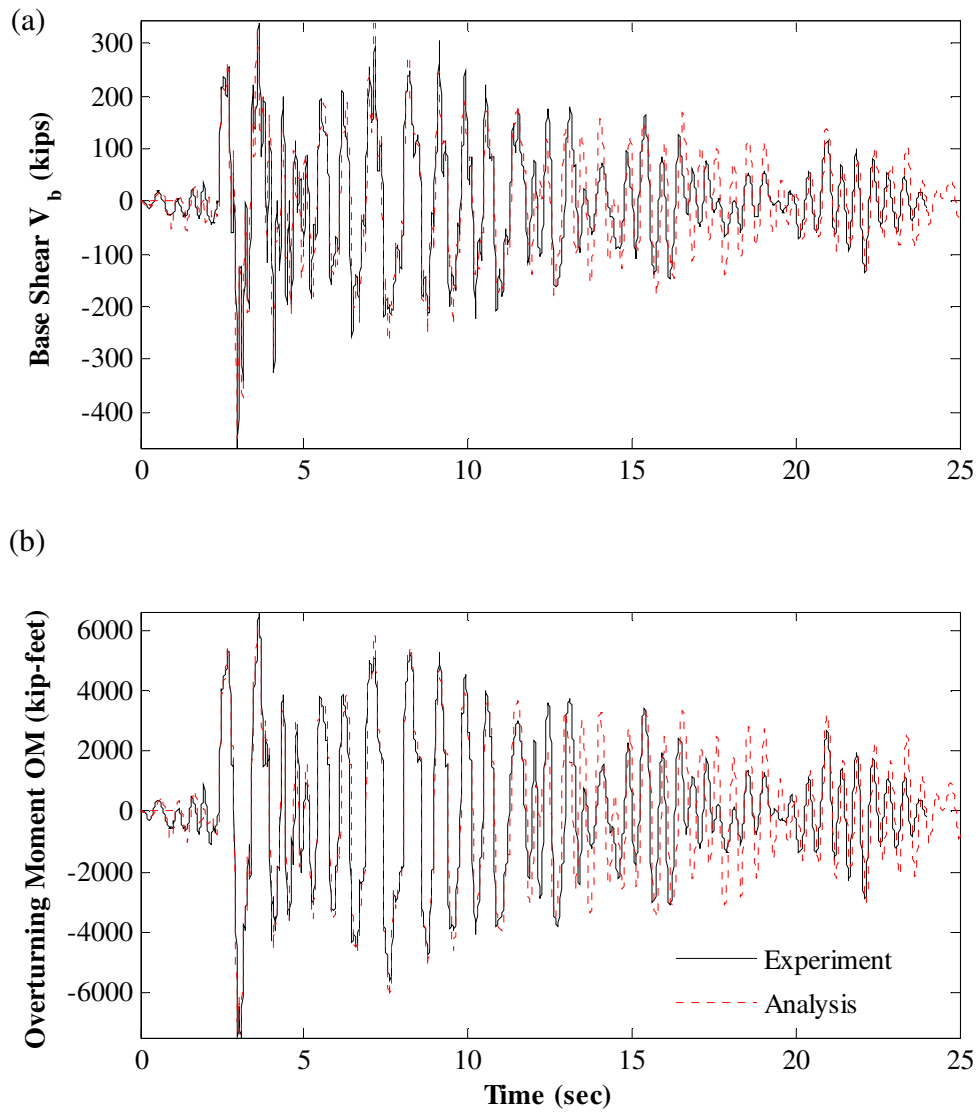 (a)
Base Shear V_b (kips)
300
200
100
0
-100
-200
-300
-400
0 5 10 15 20 25
(b)
Overturning Moment OM (kip-feet)
6000
4000
2000
0
-2000
-4000
-6000
Experiment
Analysis
0 5 10 15 20 25
Time (sec)